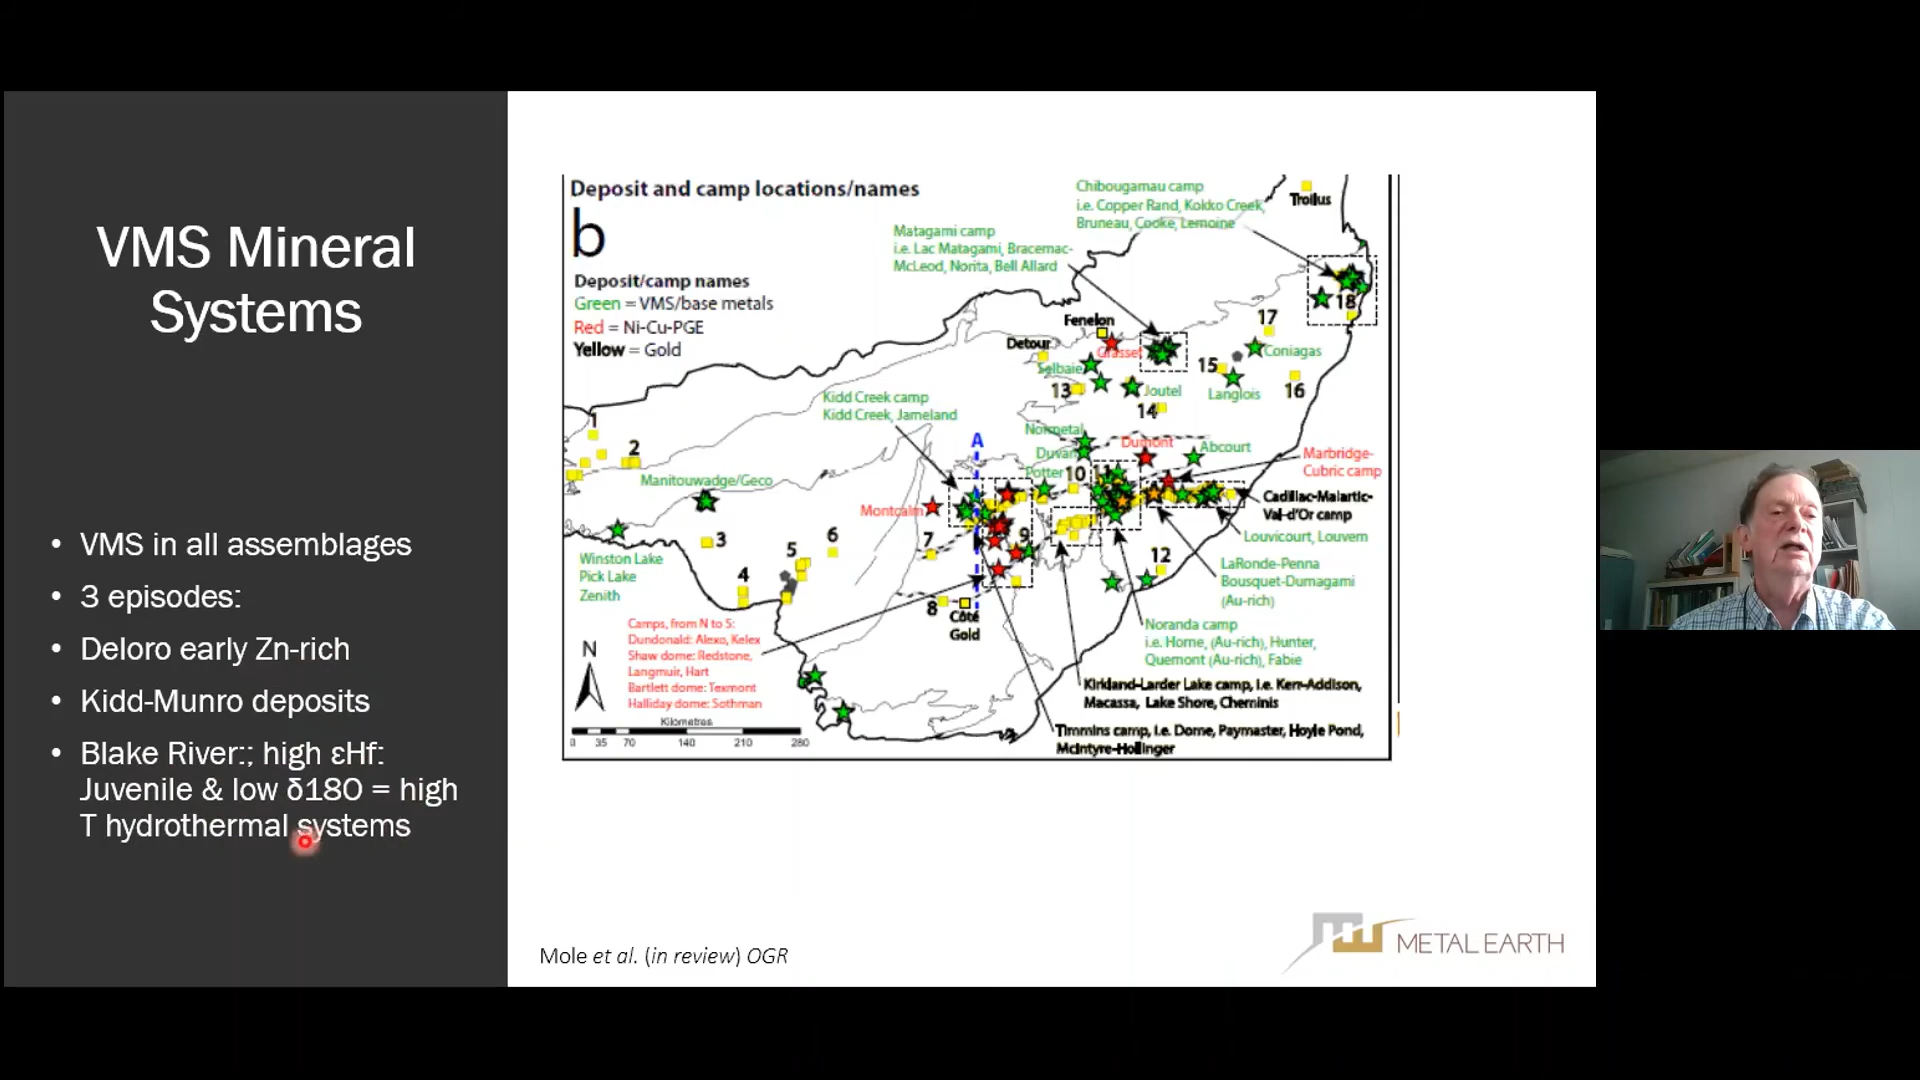 VMS Mineral
Systems
• VMS in all assemblages
• 3 episodes:
• Deloro early Zn-rich
• Kidd-Munro deposits
• Blake River:; high εHf:
Juvenile & low δ18O = high
T hydrothermal systems
Deposit and camp locations/names
b
Deposit/camp names
Green = VMS/base metals
Red = Ni-Cu-PGE
Yellow = Gold
Chibougamau camp
i.e. Copper Rand, Kokko Creek,
Bruneau, Cooke, Lemoine
Troilus
Matagami camp
i.e. Lac Matagami, Bracemac-
McLeod, Norita, Bell Allard
18
17
Fenelon
Detour
Grasset
Coniagas
Selbaie
15
13
Joutel
Langlois
16
14
Kidd Creek camp
Kidd Creek, Jameland
1
A
Normetal
Dumont
2
Duvan
Abcourt
Marbridge-
Cubric camp
Potter
10
11
Manitouwadge/Geco
Cadillac-Malartic-
Val-d'Or camp
Montcalm
Louvicourt, Louvem
3
5
6
7
9
12
Winston Lake
Pick Lake
Zenith
4
LaRonde-Penna
Bousquet-Dumagami
(Au-rich)
8
Côté
Gold
Camps, from N to S:
Dundonald: Alexo, Kelex
Shaw dome: Redstone,
Langmuir, Hart
Bartlett dome: Texmont
Halliday dome: Sothman
Noranda camp
i.e. Horne, (Au-rich), Hunter,
Quemont (Au-rich), Fabie
N
Kirkland-Larder Lake camp, i.e. Kerr-Addison,
Macassa, Lake Shore, Cheminis
Kilometres
0 35 70 140 210 280
Timmins camp, i.e. Dome, Paymaster, Hoyle Pond,
McIntyre-Hollinger
Mole et al. (in review) OGR
METAL EARTH